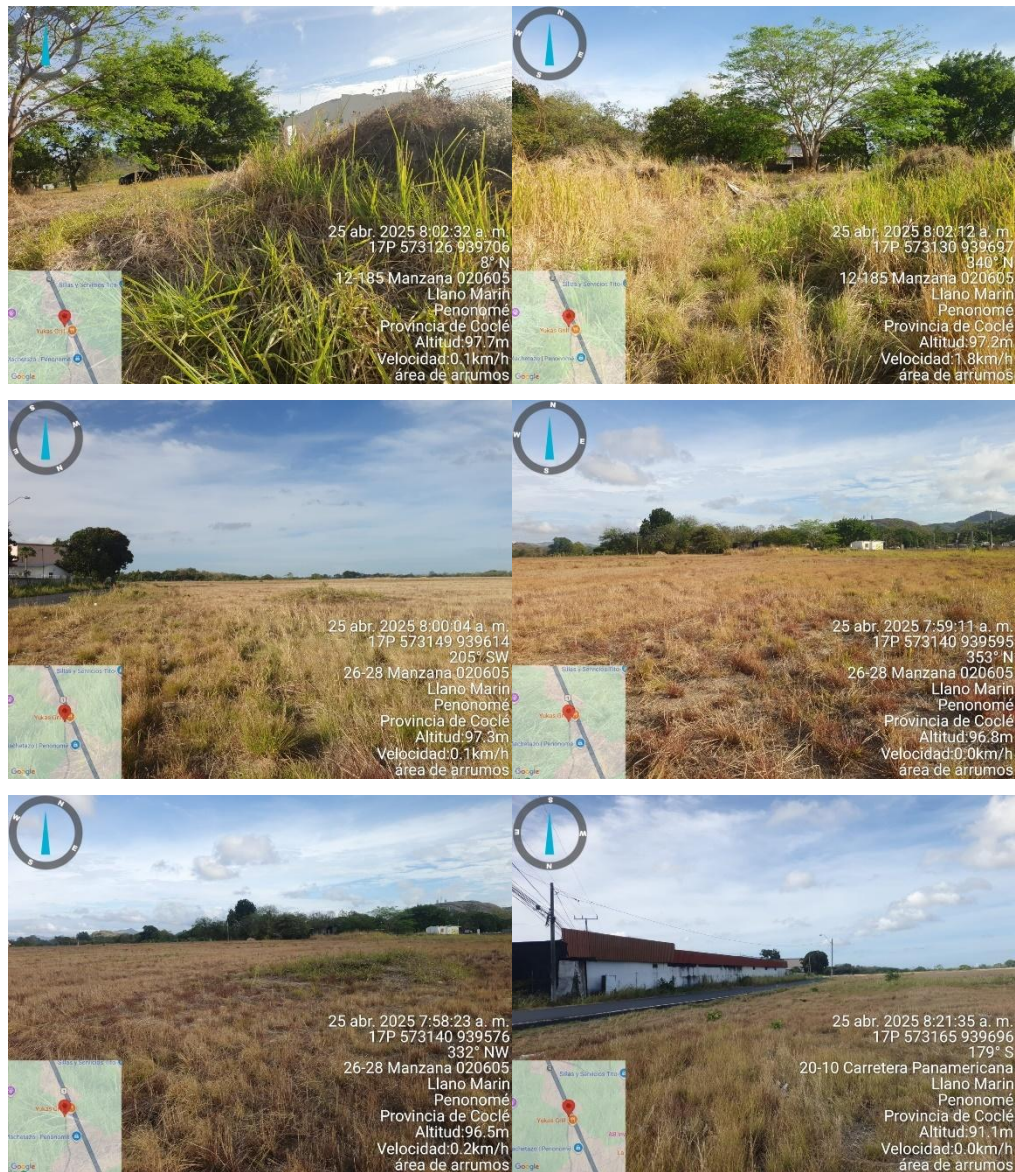 25 abr. 2025 8:02:32 a. m.
17P 573126 939706
8° N
12-185 Manzana 020605
Llano Marin
Penonomé
Provincia de Coclé
Altitud:97.7m
Velocidad:0.1km/h
área de arrumos
Google
N
E
S
W
25 abr. 2025 8:02:12 a. m.
17P 573130 939697
340° N
12-185 Manzana 020605
Llano Marin
Penonomé
Provincia de Coclé
Altitud:97.2m
Velocidad:1.8km/h
área de arrumos
Google
S
W
N
E
25 abr. 2025 8:00:04 a. m.
17P 573149 939614
205° SW
26-28 Manzana 020605
Llano Marin
Penonomé
Provincia de Coclé
Altitud:97.3m
Velocidad:0.1km/h
área de arrumos
Google
N
W
E
S
25 abr. 2025 7:59:11 a. m.
17P 573140 939595
353° N
26-28 Manzana 020605
Llano Marin
Penonomé
Provincia de Coclé
Altitud:96.8m
Velocidad:0.0km/h
área de arrumos
Google
N
W
E
S
25 abr. 2025 7:58:23 a. m.
17P 573140 939576
332° NW
26-28 Manzana 020605
Llano Marin
Penonomé
Provincia de Coclé
Altitud:96.5m
Velocidad:0.2km/h
área de arrumos
Google
S
E
W
N
25 abr. 2025 8:21:35 a. m.
17P 573165 939696
179° S
20-10 Carretera Panamericana
Llano Marin
Penonomé
Provincia de Coclé
Altitud:91.1m
Velocidad:0.0km/h
área de arrumos
Google